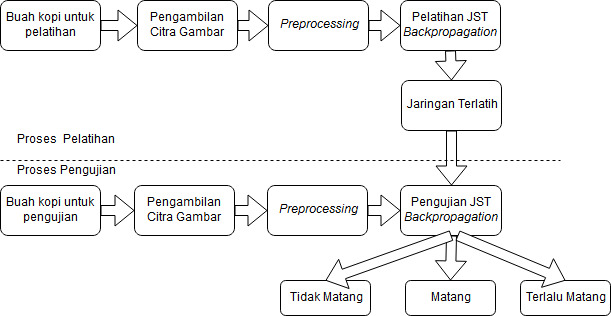 Buah kopi untuk
pelatihan
Pengambilan
Citra Gambar
Preprocessing
Pelatihan JST
Backpropagation
Jaringan Terlatih
Proses Pelatihan
Proses Pengujian
Buah kopi untuk
pengujian
Pengambilan
Citra Gambar
Preprocessing
Pengujian JST
Backpropagation
Tidak Matang
Matang
Terlalu Matang